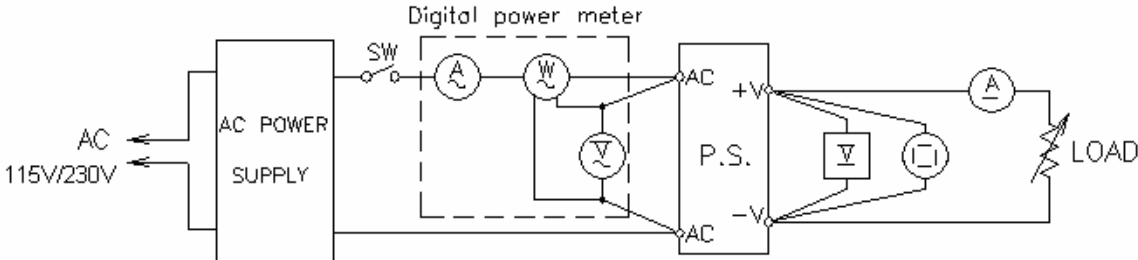 Digital power meter
SW
A
W
AC
+V
A
AC
115V/230V
AC POWER
SUPPLY
V
P.S.
V
LOAD
-V
AC